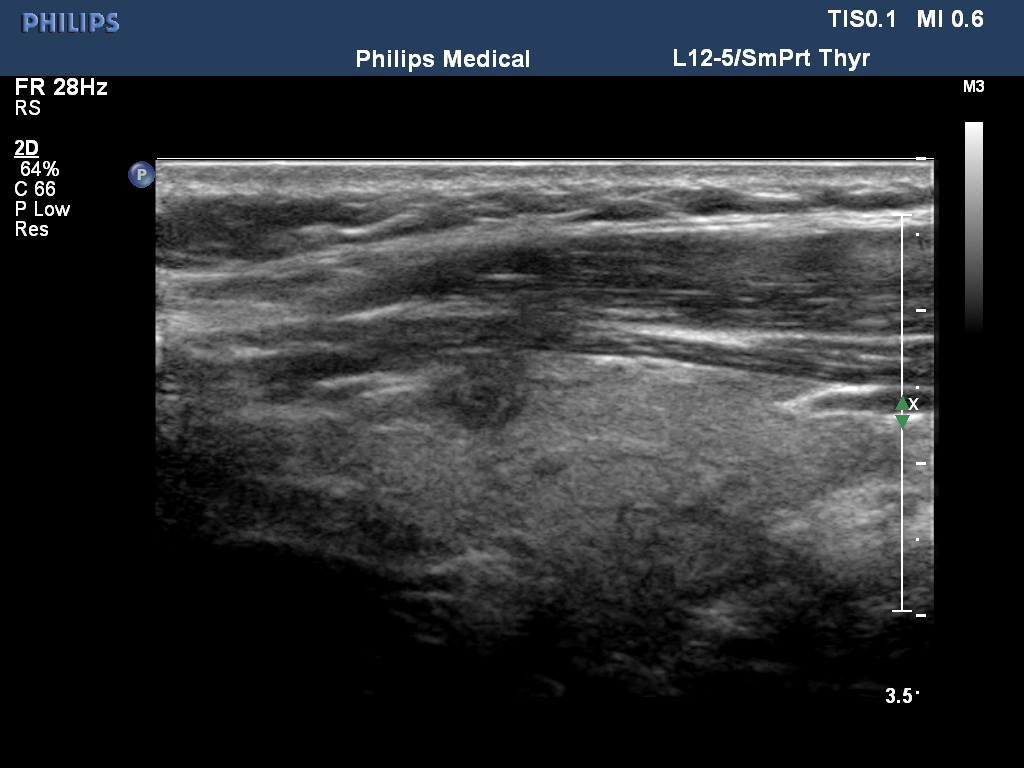 PHILIPS
TIS0.1 MI 0.6
Philips Medical
L12-5/SmPrt Thyr
FR 28Hz
RS
M3
2D
64%
C 66
P Low
Res
P
X
3.5